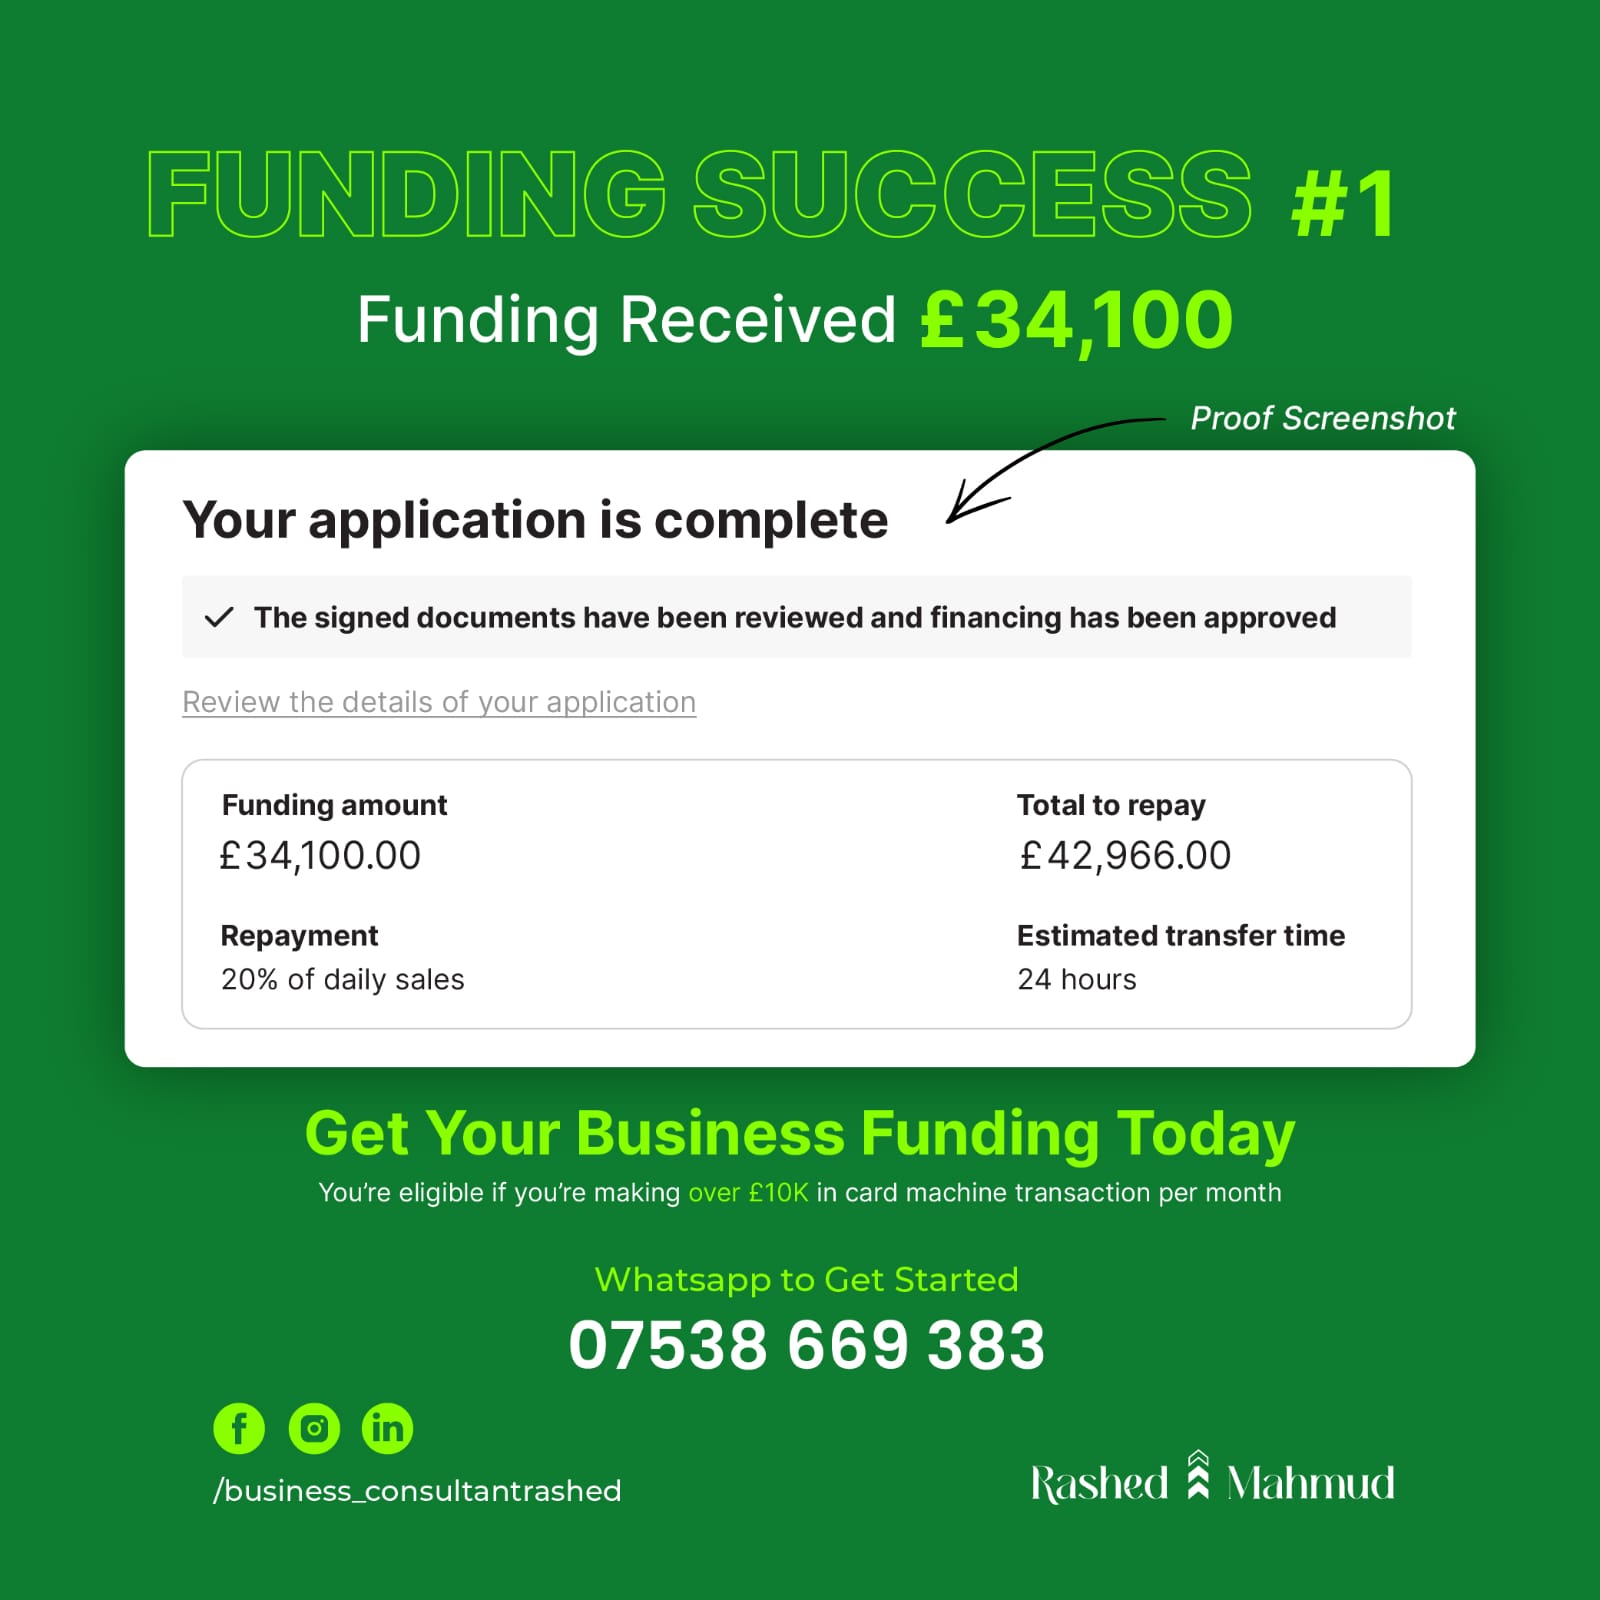 FUNDING SUCCESS #1
Funding Received £34,100
Proof Screenshot
Your application is complete
The signed documents have been reviewed and financing has been approved
Review the details of your application
Funding amount
£34,100.00
Total to repay
£42,966.00
Repayment
20% of daily sales
Estimated transfer time
24 hours
Get Your Business Funding Today
You’re eligible if you’re making over £10K in card machine transaction per month
Whatsapp to Get Started
07538 669 383
/business_consultantrashed
Rashed Mahmud